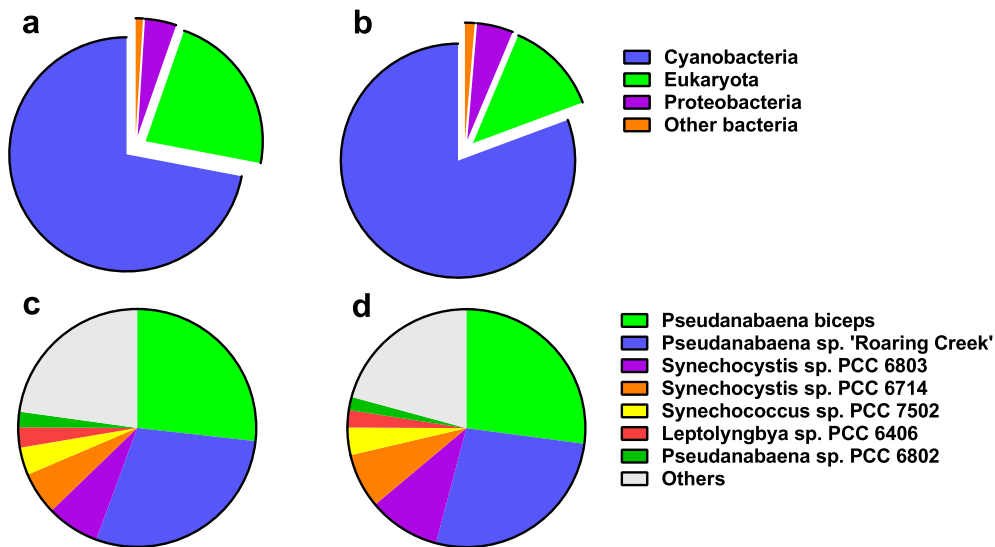 a
b
Cyanobacteria
Eukaryota
Proteobacteria
Other bacteria
c
d
Pseudanabaena biceps
Pseudanabaena sp. 'Roaring Creek'
Synechocystis sp. PCC 6803
Synechocystis sp. PCC 6714
Synechococcus sp. PCC 7502
Leptolyngbya sp. PCC 6406
Pseudanabaena sp. PCC 6802
Others